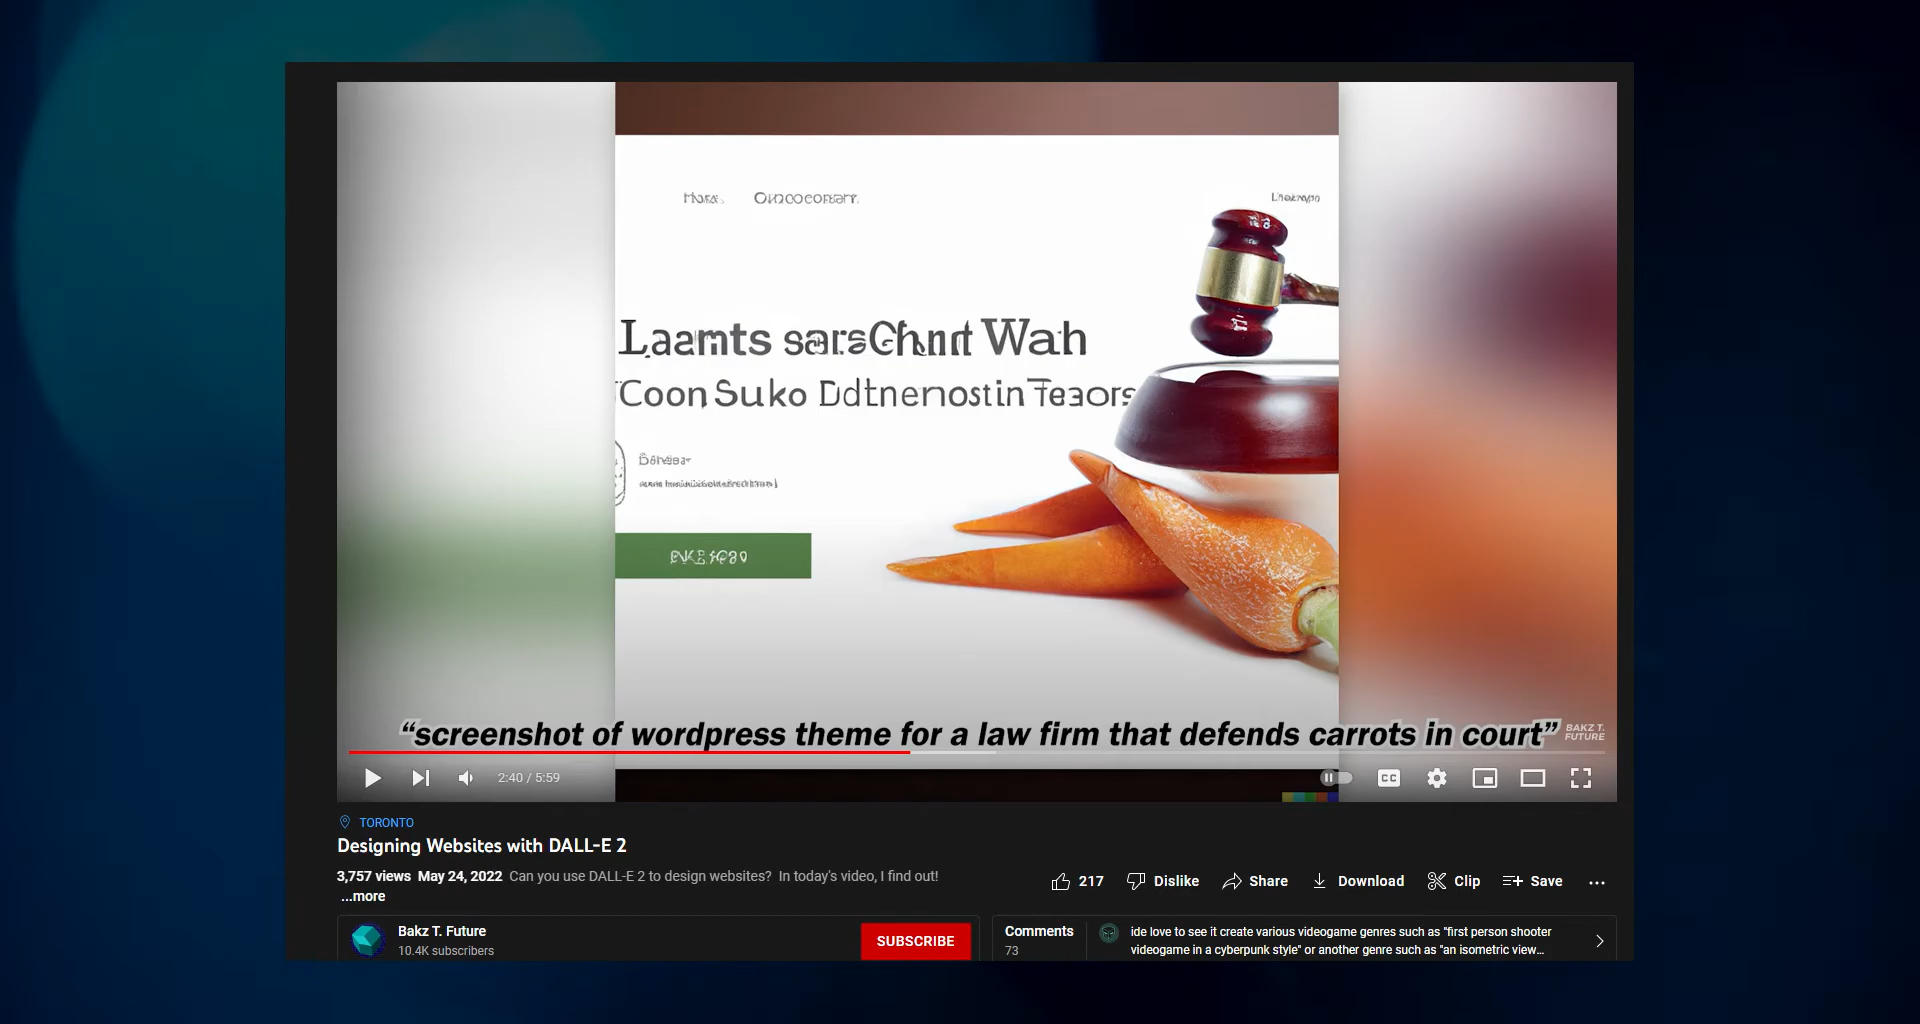 Laamts sarsChnt Wah
Coon Suko Ddtnernostin Teaors
“screenshot of wordpress theme for a law firm that defends carrots in court”
BAKZ T.
FUTURE
2:40 / 5:59
CC
TORONTO
Designing Websites with DALL-E 2
3,757 views May 24, 2022 Can you use DALL-E 2 to design websites? In today's video, I find out!
...more
217 Dislike Share Download Clip Save
Bakz T. Future
10.4K subscribers
SUBSCRIBE
Comments
73
ide love to see it create various videogame genres such as "first person shooter
videogame in a cyberpunk style" or another genre such as "an isometric view...